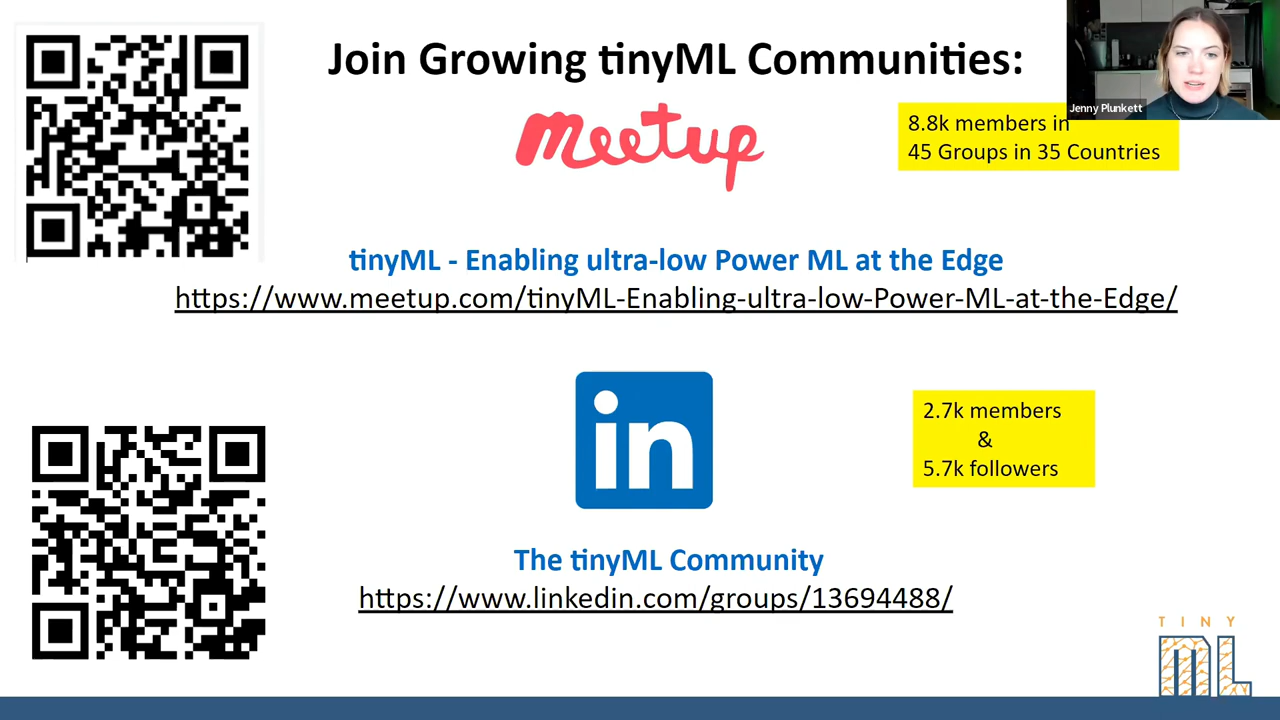 Join Growing tinyML Communities:
Jenny Plunkett
meetup
8.8k members in
45 Groups in 35 Countries
tinyML - Enabling ultra-low Power ML at the Edge
https://www.meetup.com/tinyML-Enabling-ultra-low-Power-ML-at-the-Edge/
in
2.7k members
&
5.7k followers
The tinyML Community
https://www.linkedin.com/groups/13694488/
TINY
ML